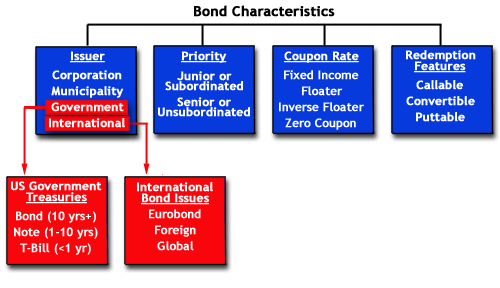 Bond Characteristics
Issuer
Corporation
Municipality
Government
International
Priority
Junior or
Subordinated
Senior or
Unsubordinated
Coupon Rate
Fixed Income
Floater
Inverse Floater
Zero Coupon
Redemption
Features
Callable
Convertible
Puttable
US Government
Treasuries
Bond (10 yrs+)
Note (1-10 yrs)
T-Bill (<1 yr)
International
Bond Issues
Eurobond
Foreign
Global